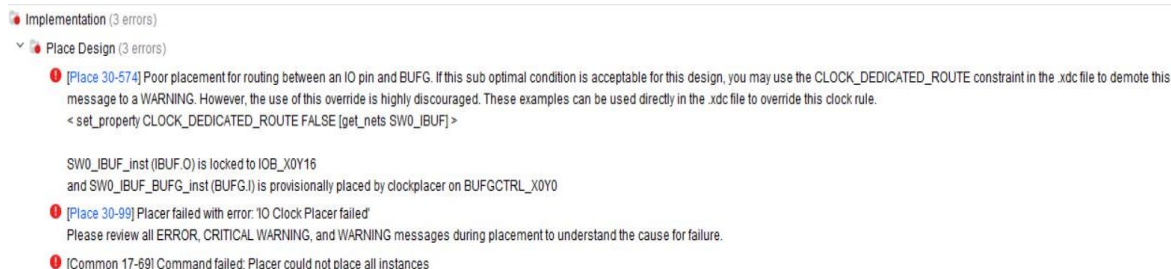 Implementation (3 errors)
Place Design (3 errors)
[Place 30-574] Poor placement for routing between an IO pin and BUFG. If this sub optimal condition is acceptable for this design, you may use the CLOCK_DEDICATED_ROUTE constraint in the .xdc file to demote this
message to a WARNING. However, the use of this override is highly discouraged. These examples can be used directly in the .xdc file to override this clock rule.
< set_property CLOCK_DEDICATED_ROUTE FALSE [get_nets SW0_IBUF] >
SW0_IBUF_inst (IBUF.O) is locked to IOB_X0Y16
and SW0_IBUF_BUFG_inst (BUFG.I) is provisionally placed by clockplacer on BUFGCTRL_X0Y0
[Place 30-99] Placer failed with error: 'IO Clock Placer failed'
Please review all ERROR, CRITICAL WARNING, and WARNING messages during placement to understand the cause for failure.
[Common 17-69] Command failed: Placer could not place all instances